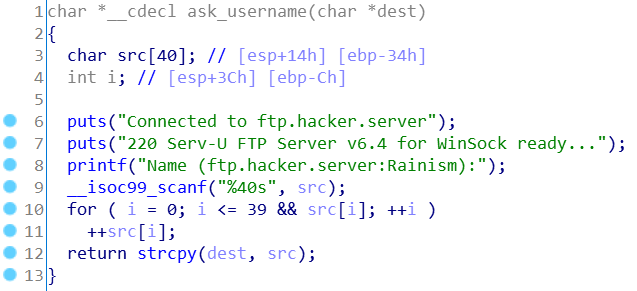 1 char *__cdecl ask_username(char *dest)
2 {
3 char src[40]; // [esp+14h] [ebp-34h]
4 int i; // [esp+3Ch] [ebp-Ch]
5
6 puts("Connected to ftp.hacker.server");
7 puts("220 Serv-U FTP Server v6.4 for WinSock ready...");
8 printf("Name (ftp.hacker.server:Rainism):");
9 __isoc99_scanf("%40s", src);
10 for ( i = 0; i <= 39 && src[i]; ++i )
11 ++src[i];
12 return strcpy(dest, src);
13 }